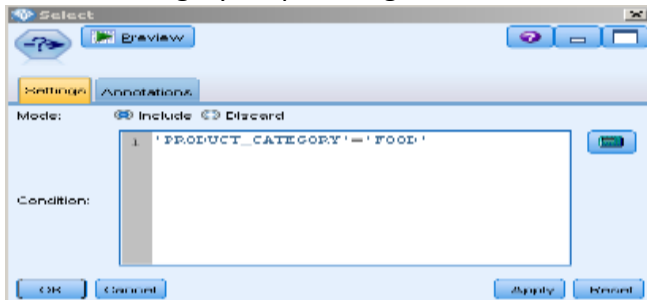 Select
Preview
Settings Annotations
Mode: Include Discard
1 'PRODUCT_CATEGORY'='FOOD'
Condition:
OK Cancel Apply Reset